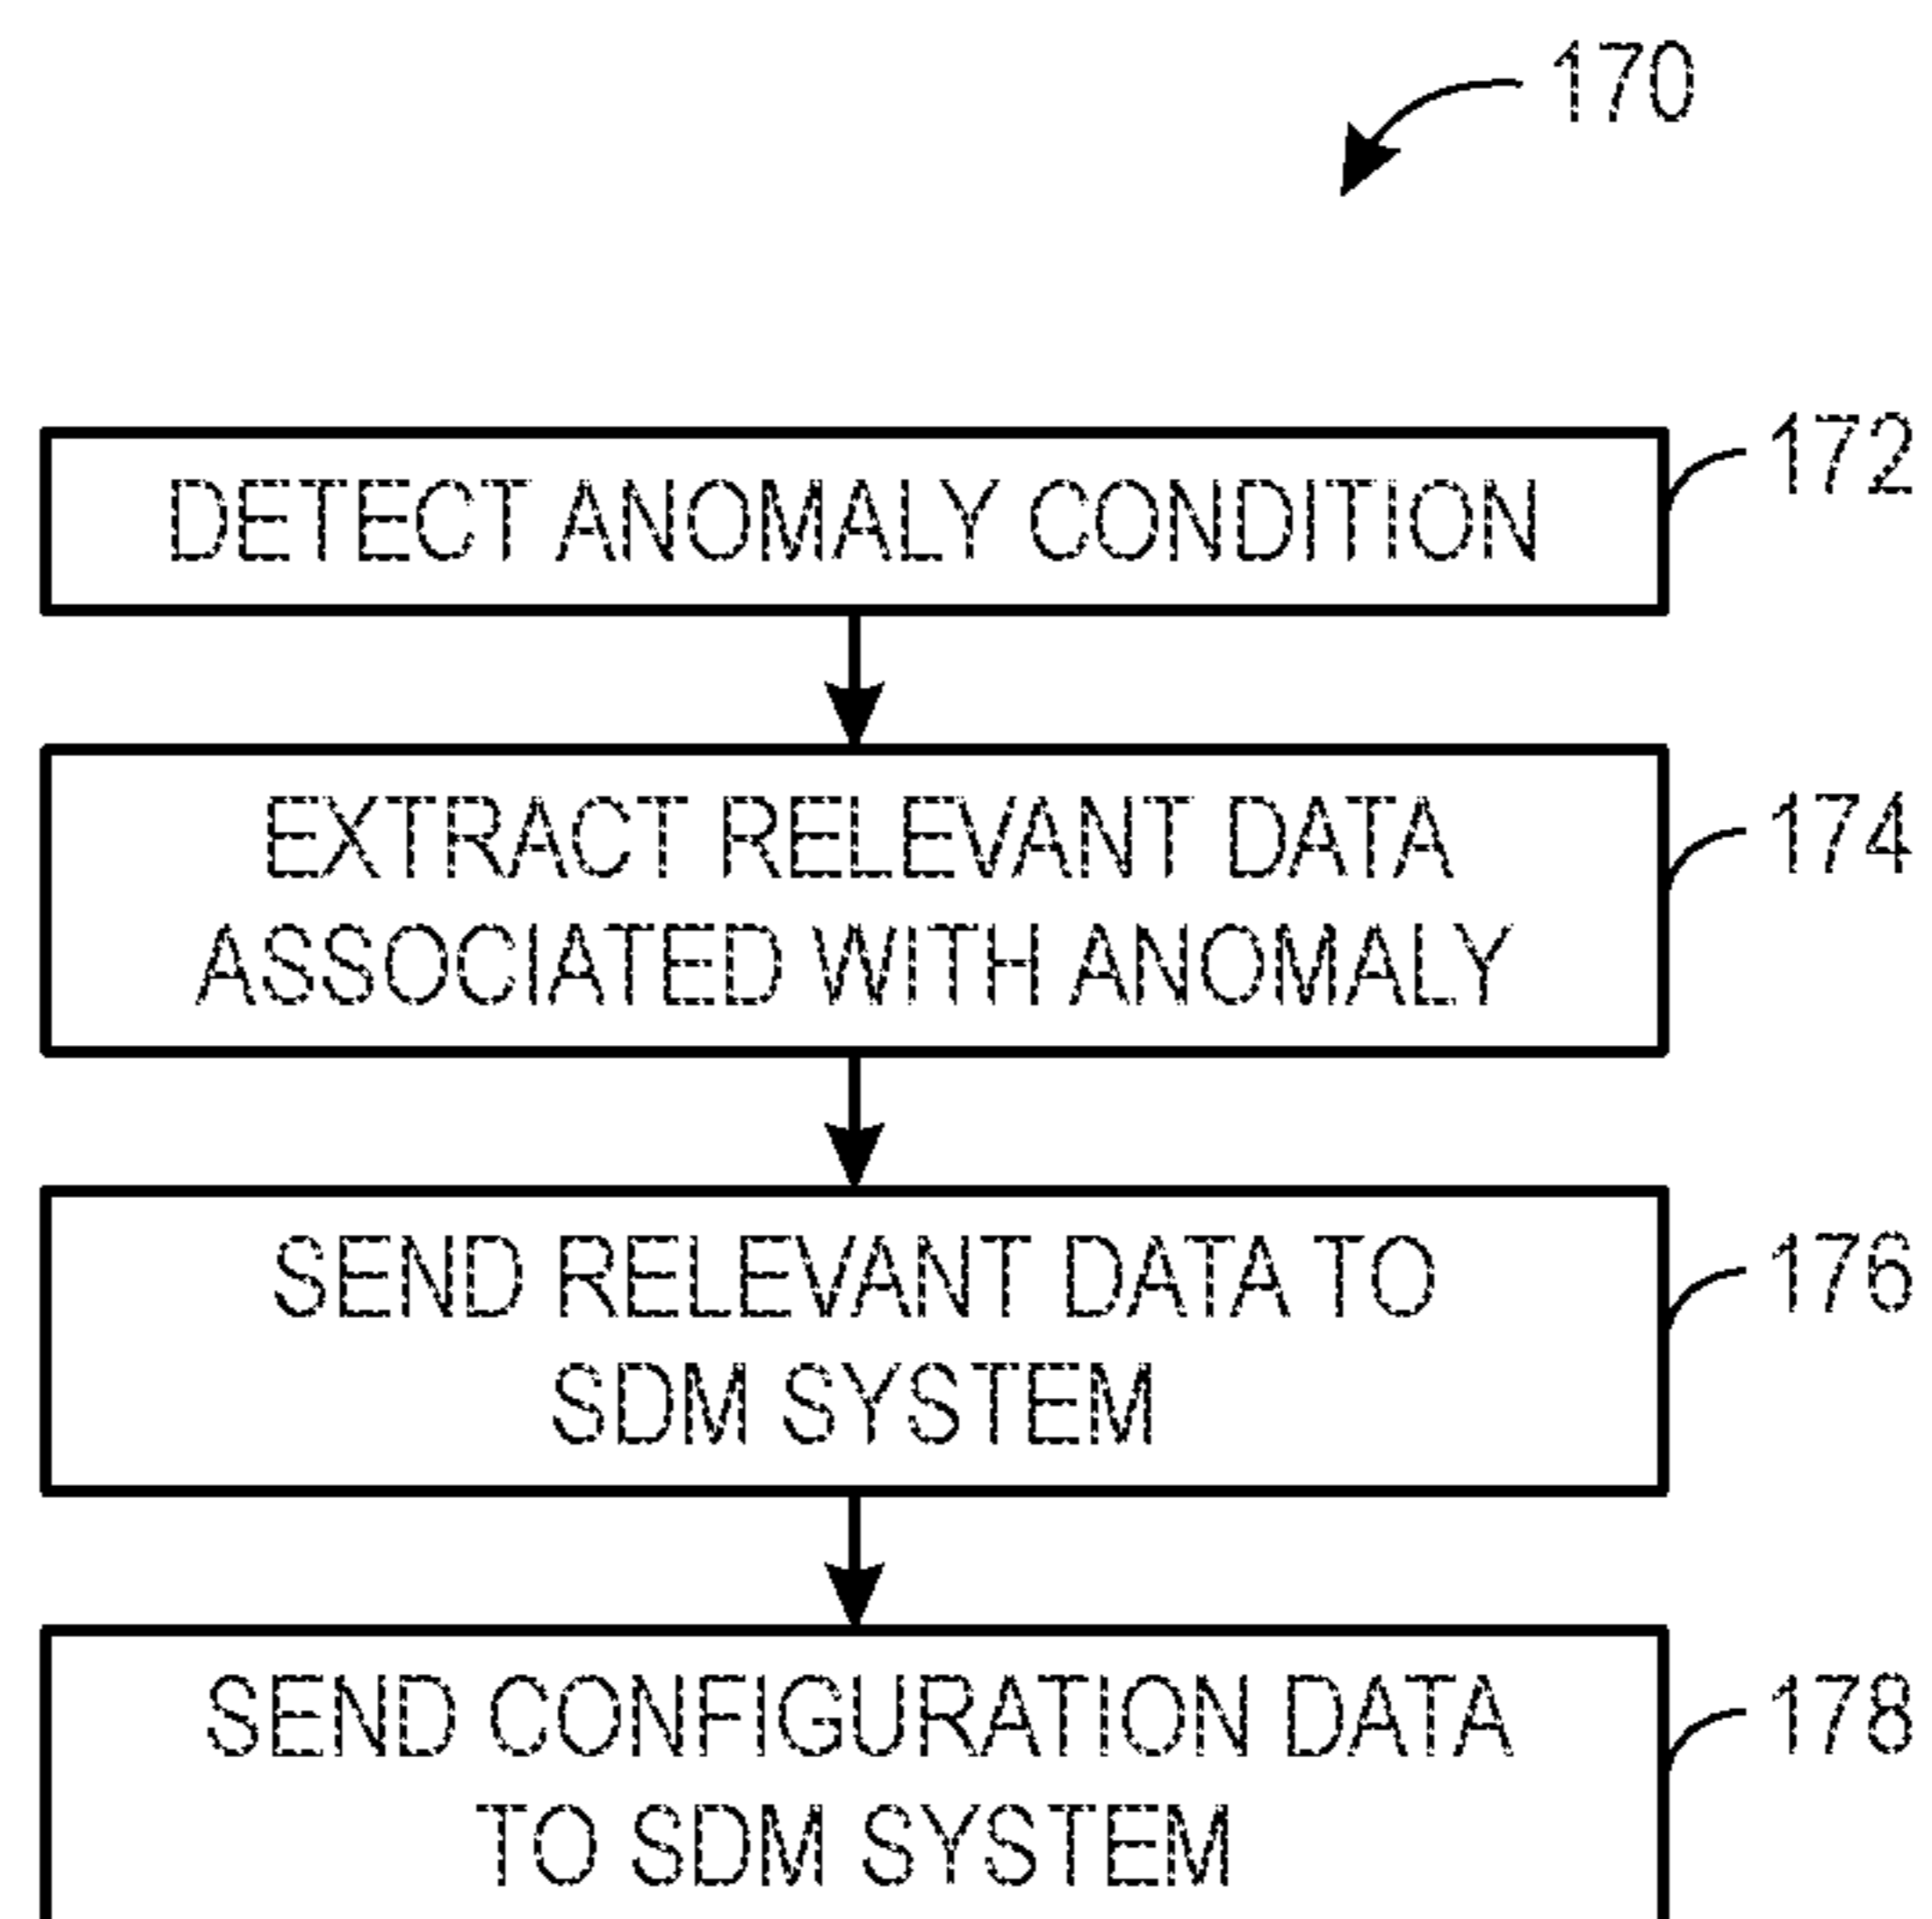 170
DETECT ANOMALY CONDITION
172
EXTRACT RELEVANT DATA
ASSOCIATED WITH ANOMALY
174
SEND RELEVANT DATA TO
SDM SYSTEM
176
SEND CONFIGURATION DATA
TO SDM SYSTEM
178